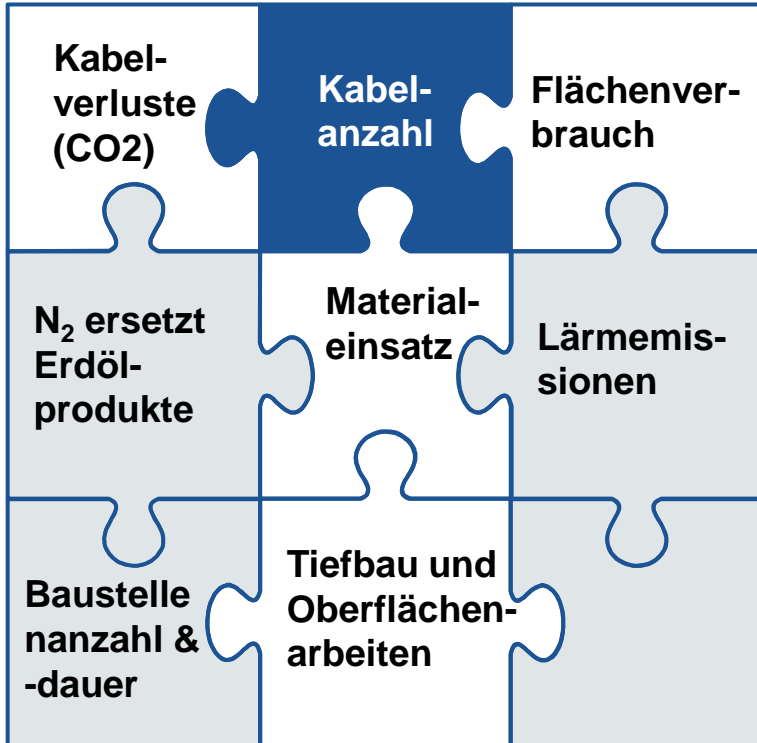 Kabel-
verluste
(CO2)
Kabel-
anzahl
Flächenver-
brauch
N₂ ersetzt
Erdöl-
produkte
Material-
einsatz
Lärmemis-
sionen
Baustelle
nanzahl &
-dauer
Tiefbau und
Oberflächen-
arbeiten